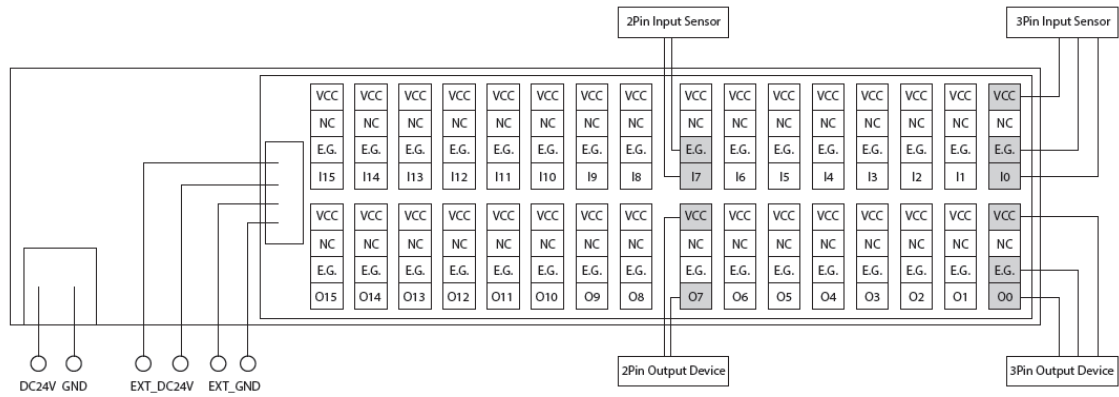 2Pin Input Sensor 3Pin Input Sensor
VCC VCC VCC VCC VCC VCC VCC VCC VCC VCC VCC VCC VCC VCC VCC VCC
NC NC NC NC NC NC NC NC NC NC NC NC NC NC NC NC
E.G. E.G. E.G. E.G. E.G. E.G. E.G. E.G. E.G. E.G. E.G. E.G. E.G. E.G. E.G. E.G.
I15 I14 I13 I12 I11 I10 I9 I8 I7 I6 I5 I4 I3 I2 I1 I0
VCC VCC VCC VCC VCC VCC VCC VCC VCC VCC VCC VCC VCC VCC VCC VCC
NC NC NC NC NC NC NC NC NC NC NC NC NC NC NC NC
E.G. E.G. E.G. E.G. E.G. E.G. E.G. E.G. E.G. E.G. E.G. E.G. E.G. E.G. E.G. E.G.
O15 O14 O13 O12 O11 O10 O9 O8 O7 O6 O5 O4 O3 O2 O1 O0
2Pin Output Device 3Pin Output Device
DC24V GND EXT_DC24V EXT_GND